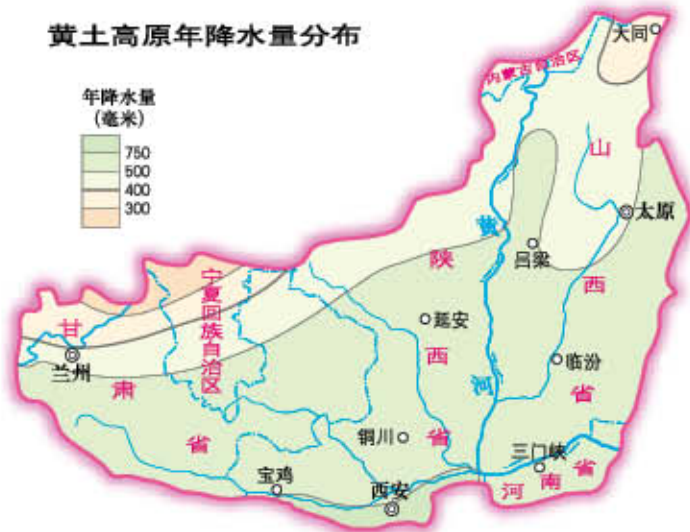 黄土高原年降水量分布
年降水量
(毫米)
750
500
400
300
大同
内蒙古自治区
山
西
省
太原
吕梁
黄
河
陕
西
省
延安
临汾
宁夏回族自治区
甘
肃
省
兰州
铜川
三门峡
河
南
省
宝鸡
西安